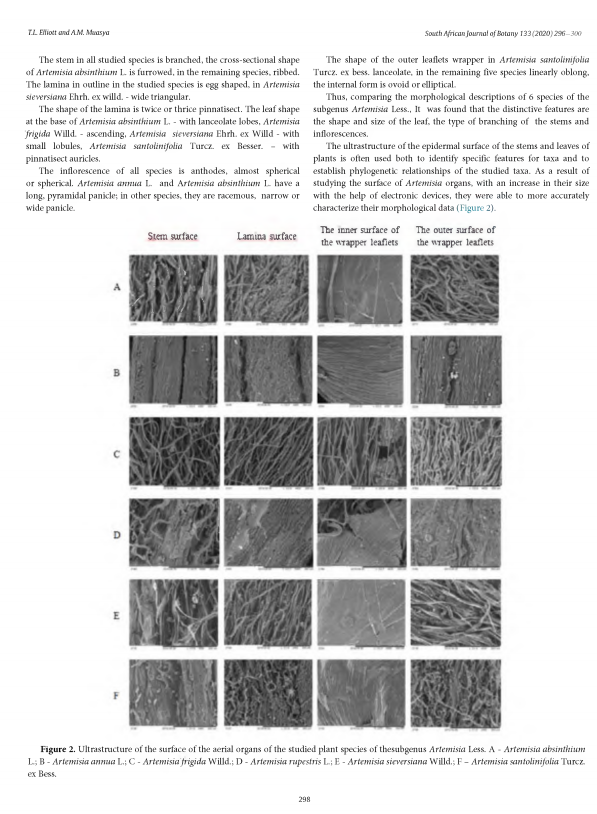 T.L. Elliott and A.M. Muasya
South African Journal of Botany 133 (2020) 296–300
The stem in all studied species is branched, the cross-sectional shape
of Artemisia absinthium L. is furrowed, in the remaining species, ribbed.
The lamina in outline in the studied species is egg shaped, in Artemisia
sieversiana Ehrh. ex willd. - wide triangular.
The shape of the lamina is twice or thrice pinnatisect. The leaf shape
at the base of Artemisia absinthium L. - with lanceolate lobes, Artemisia
frigida Willd. - ascending, Artemisia sieversiana Ehrh. ex Willd - with
small lobules, Artemisia santolinifolia Turcz. ex Besser. – with
pinnatisect auricles.
The inflorescence of all species is anthodes, almost spherical
or spherical. Artemisia annua L. and Artemisia absinthium L. have a
long, pyramidal panicle; in other species, they are racemous, narrow or
wide panicle.
The shape of the outer leaflets wrapper in Artemisia santolinifolia
Turcz. ex bess. lanceolate, in the remaining five species linearly oblong,
the internal form is ovoid or elliptical.
Thus, comparing the morphological descriptions of 6 species of the
subgenus Artemisia Less., It was found that the distinctive features are
the shape and size of the leaf, the type of branching of the stems and
inflorescences.
The ultrastructure of the epidermal surface of the stems and leaves of
plants is often used both to identify specific features for taxa and to
establish phylogenetic relationships of the studied taxa. As a result of
studying the surface of Artemisia organs, with an increase in their size
with the help of electronic devices, they were able to more accurately
characterize their morphological data (Figure 2).
Stem surface
Lamina surface
The inner surface of
the wrapper leaflets
The outer surface of
the wrapper leaflets
A
B
C
D
E
F
Figure 2. Ultrastructure of the surface of the aerial organs of the studied plant species of thesubgenus Artemisia Less. A - Artemisia absinthium
L.; B - Artemisia annua L.; C - Artemisia frigida Willd.; D - Artemisia rupestris L.; E - Artemisia sieversiana Willd.; F – Artemisia santolinifolia Turcz.
ex Bess.
298